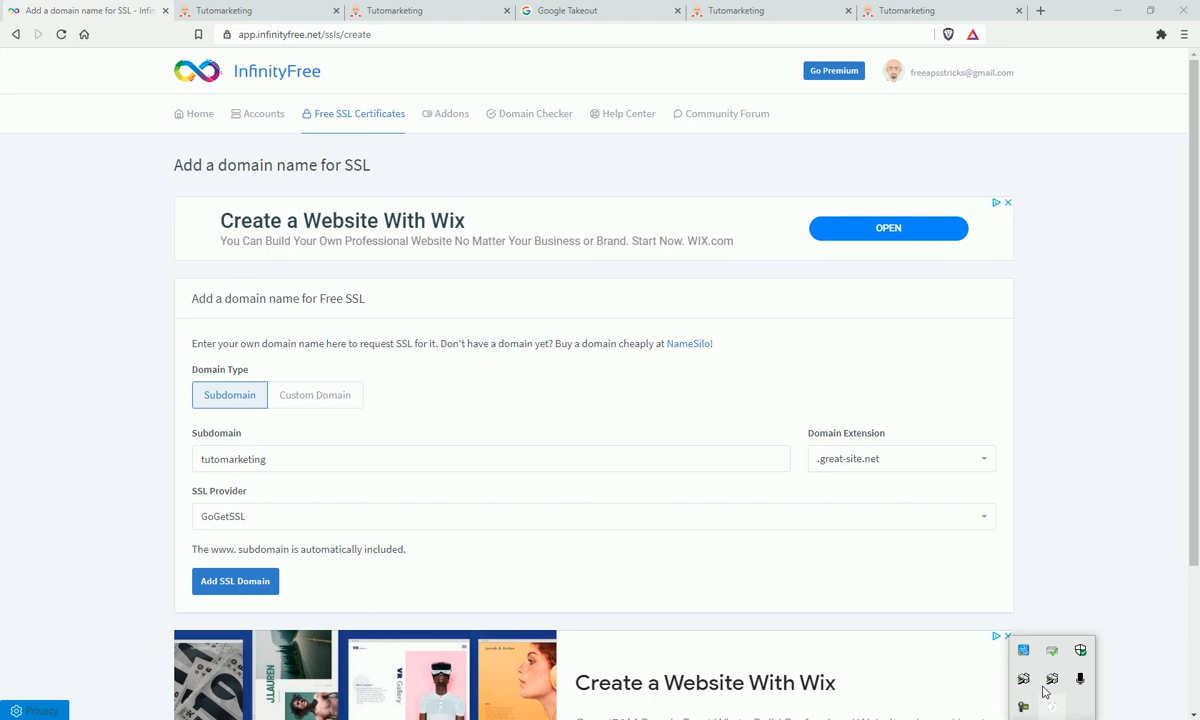 Add a domain name for SSL - Infin
Tutomarketing
Tutomarketing
Google Takeout
Tutomarketing
Tutomarketing
app.infinityfree.net/ssls/create
InfinityFree
Go Premium
freeapsstricks@gmail.com
Home
Accounts
Free SSL Certificates
Addons
Domain Checker
Help Center
Community Forum
Add a domain name for SSL
Create a Website With Wix
You Can Build Your Own Professional Website No Matter Your Business or Brand. Start Now. WIX.com
OPEN
Add a domain name for Free SSL
Enter your own domain name here to request SSL for it. Don't have a domain yet? Buy a domain cheaply at NameSilo!
Domain Type
Subdomain
Custom Domain
Subdomain
Domain Extension
tutomarketing
.great-site.net
SSL Provider
GoGetSSL
The www. subdomain is automatically included.
Add SSL Domain
J.LAUREN
VR Gallery
Create a Website With Wix
Privacy